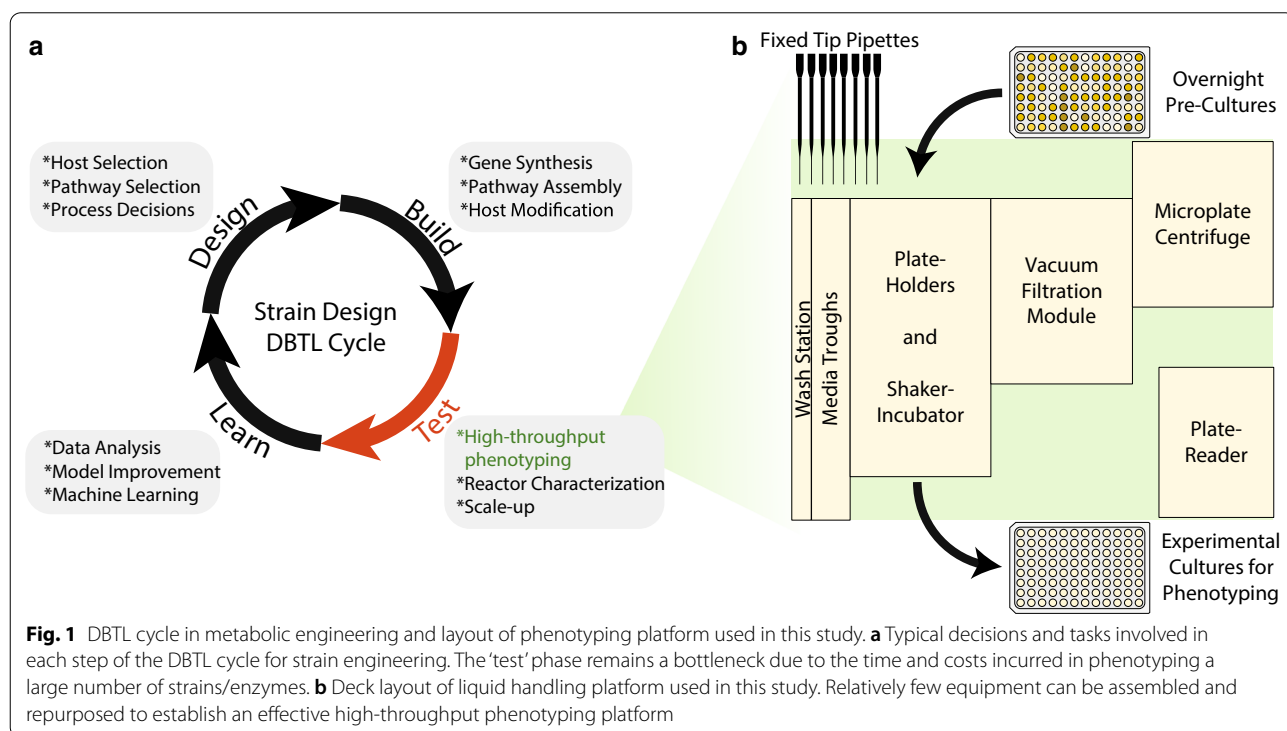 a
*Host Selection
*Pathway Selection
*Process Decisions
*Gene Synthesis
*Pathway Assembly
*Host Modification
Design
Build
Strain Design
DBTL Cycle
Learn
Test
*Data Analysis
*Model Improvement
*Machine Learning
*High-throughput
phenotyping
*Reactor Characterization
*Scale-up
b
Fixed Tip Pipettes
Overnight
Pre-Cultures
Wash Station
Media Troughs
Plate-
Holders
and
Shaker-
Incubator
Vacuum
Filtration
Module
Microplate
Centrifuge
Plate-
Reader
Experimental
Cultures for
Phenotyping
Fig. 1 DBTL cycle in metabolic engineering and layout of phenotyping platform used in this study. a Typical decisions and tasks involved in
each step of the DBTL cycle for strain engineering. The ‘test’ phase remains a bottleneck due to the time and costs incurred in phenotyping a
large number of strains/enzymes. b Deck layout of liquid handling platform used in this study. Relatively few equipment can be assembled and
repurposed to establish an effective high-throughput phenotyping platform